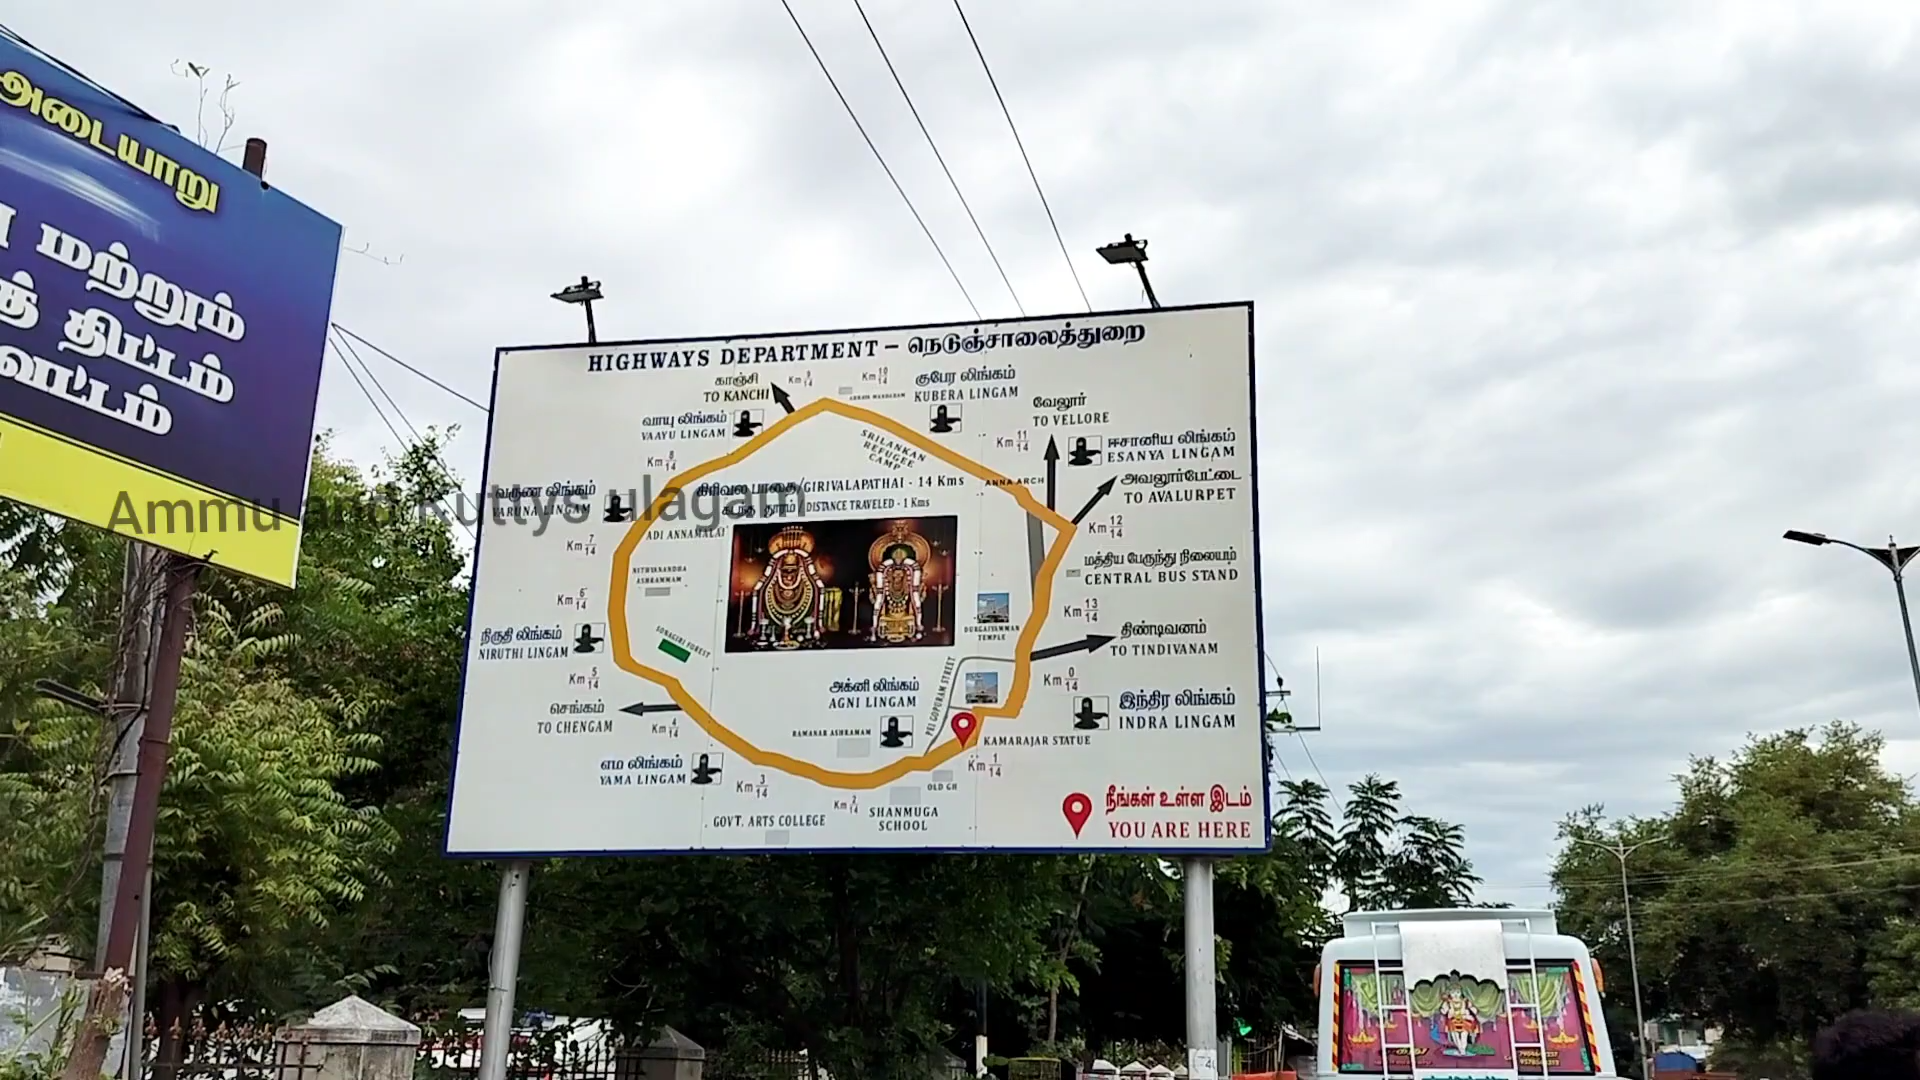 அடையாறு
மற்றும்
திட்டம்
வாட்டம்
HIGHWAYS DEPARTMENT – நெடுஞ்சாலைத்துறை
காஞ்சி
TO KANCHI
Km 9/14
Km 10/14
குபேர லிங்கம்
KUBERA LINGAM
வேலூர்
TO VELLORE
வாயு லிங்கம்
VAAYU LINGAM
SRILANKAN
REFUGEE
CAMP
Km 11/14
ஈசானிய லிங்கம்
ESANYA LINGAM
Km 8/14
ANNA ARCH
அவலூர்பேட்டை
TO AVALURPET
கிரிவல பாதை/GIRIVALAPATHAI - 14 Kms
கடந்த தூரம் / DISTANCE TRAVELED - 1 Kms
வருண லிங்கம்
VARUNA LINGAM
ADI ANNAMALAI
Km 12/14
Km 7/14
மத்திய பேருந்து நிலையம்
CENTRAL BUS STAND
NITHYANANDHA
ASHRAMMAM
Km 6/14
Km 13/14
DURGAIYAMMAN
TEMPLE
நிருதி லிங்கம்
NIRUTHI LINGAM
SONAGIRI FOREST
திண்டிவனம்
TO TINDIVANAM
Km 5/14
Km 0/14
PEI GOPURAM STREET
செங்கம்
TO CHENGAM
Km 4/14
அக்னி லிங்கம்
AGNI LINGAM
இந்திர லிங்கம்
INDRA LINGAM
RAMANAR ASHRAMAM
KAMARAJAR STATUE
எம லிங்கம்
YAMA LINGAM
Km 3/14
Km 1/14
OLD GH
Km 2/14
SHANMUGA
SCHOOL
GOVT. ARTS COLLEGE
நீங்கள் உள்ள இடம்
YOU ARE HERE
Ammu and Kuttys ulagam